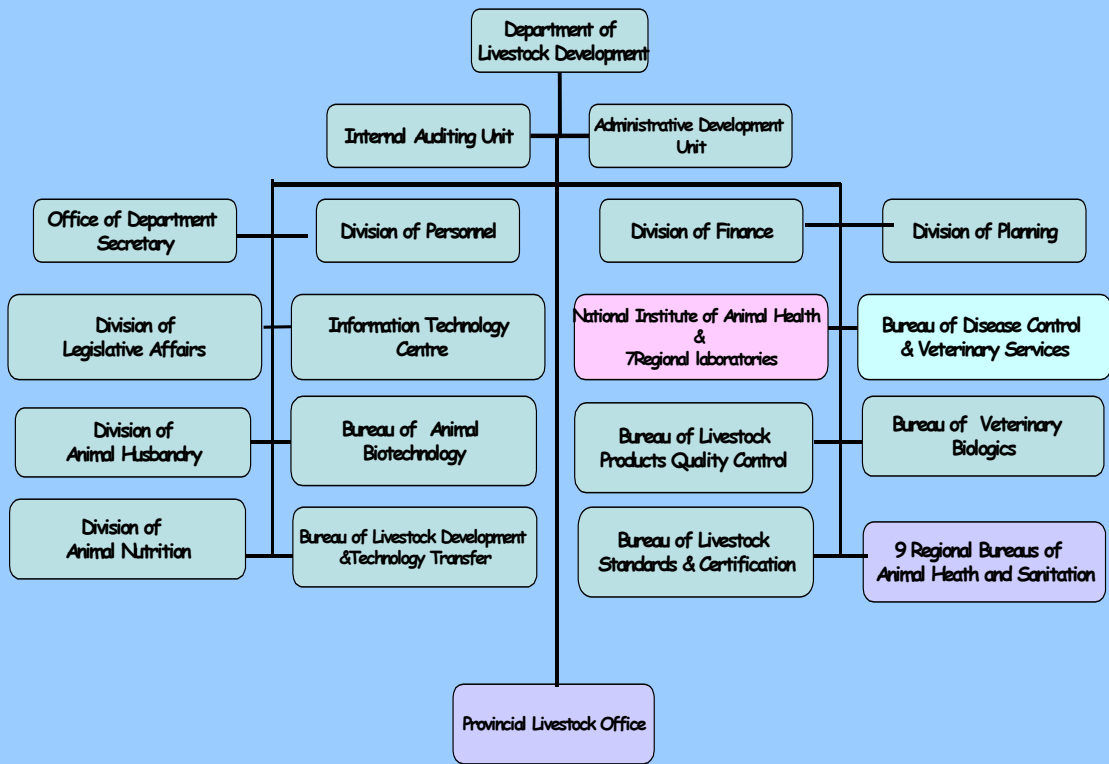 Department of
Livestock Development
Internal Auditing Unit
Administrative Development
Unit
Office of Department
Secretary
Division of Personnel
Division of Finance
Division of Planning
Division of
Legislative Affairs
Information Technology
Centre
National Institute of Animal Health
&
7Regional laboratories
Bureau of Disease Control
& Veterinary Services
Division of
Animal Husbandry
Bureau of Animal
Biotechnology
Bureau of Livestock
Products Quality Control
Bureau of Veterinary
Biologics
Division of
Animal Nutrition
Bureau of Livestock Development
&Technology Transfer
Bureau of Livestock
Standards & Certification
9 Regional Bureaus of
Animal Heath and Sanitation
Provincial Livestock Office